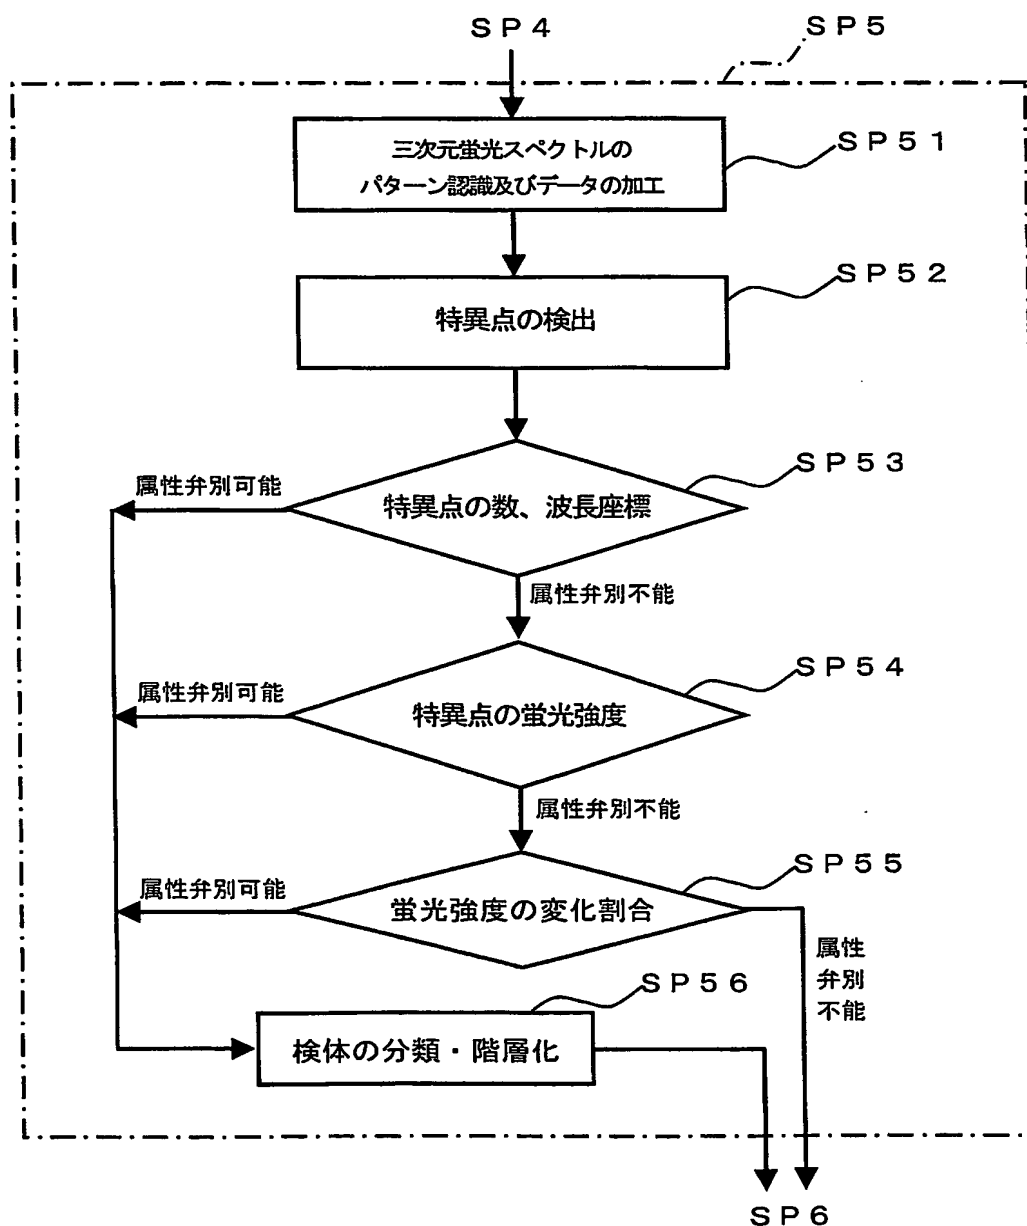 ＳＰ４
ＳＰ５
三次元蛍光スペクトルの
パターン認識及びデータの加工
ＳＰ５１
特異点の検出
ＳＰ５２
特異点の数、波長座標
ＳＰ５３
属性弁別可能
属性弁別不能
特異点の蛍光強度
ＳＰ５４
属性弁別可能
属性弁別不能
蛍光強度の変化割合
ＳＰ５５
属性弁別可能
属性
弁別
不能
検体の分類・階層化
ＳＰ５６
ＳＰ６